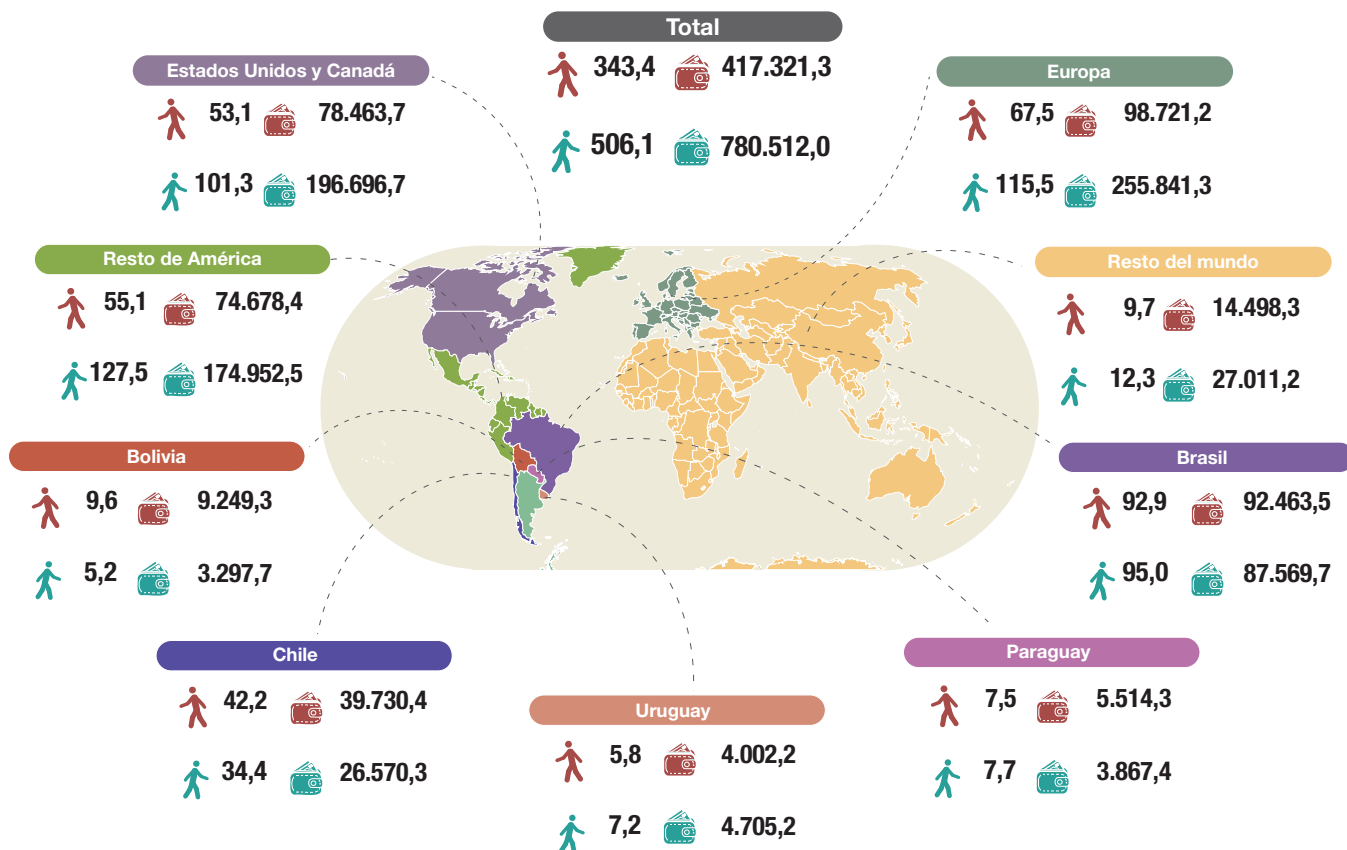 Total
343,4 417.321,3
506,1 780.512,0
Estados Unidos y Canadá
53,1 78.463,7
101,3 196.696,7
Europa
67,5 98.721,2
115,5 255.841,3
Resto de América
55,1 74.678,4
127,5 174.952,5
Resto del mundo
9,7 14.498,3
12,3 27.011,2
Bolivia
9,6 9.249,3
5,2 3.297,7
Brasil
92,9 92.463,5
95,0 87.569,7
Chile
42,2 39.730,4
34,4 26.570,3
Uruguay
5,8 4.002,2
7,2 4.705,2
Paraguay
7,5 5.514,3
7,7 3.867,4